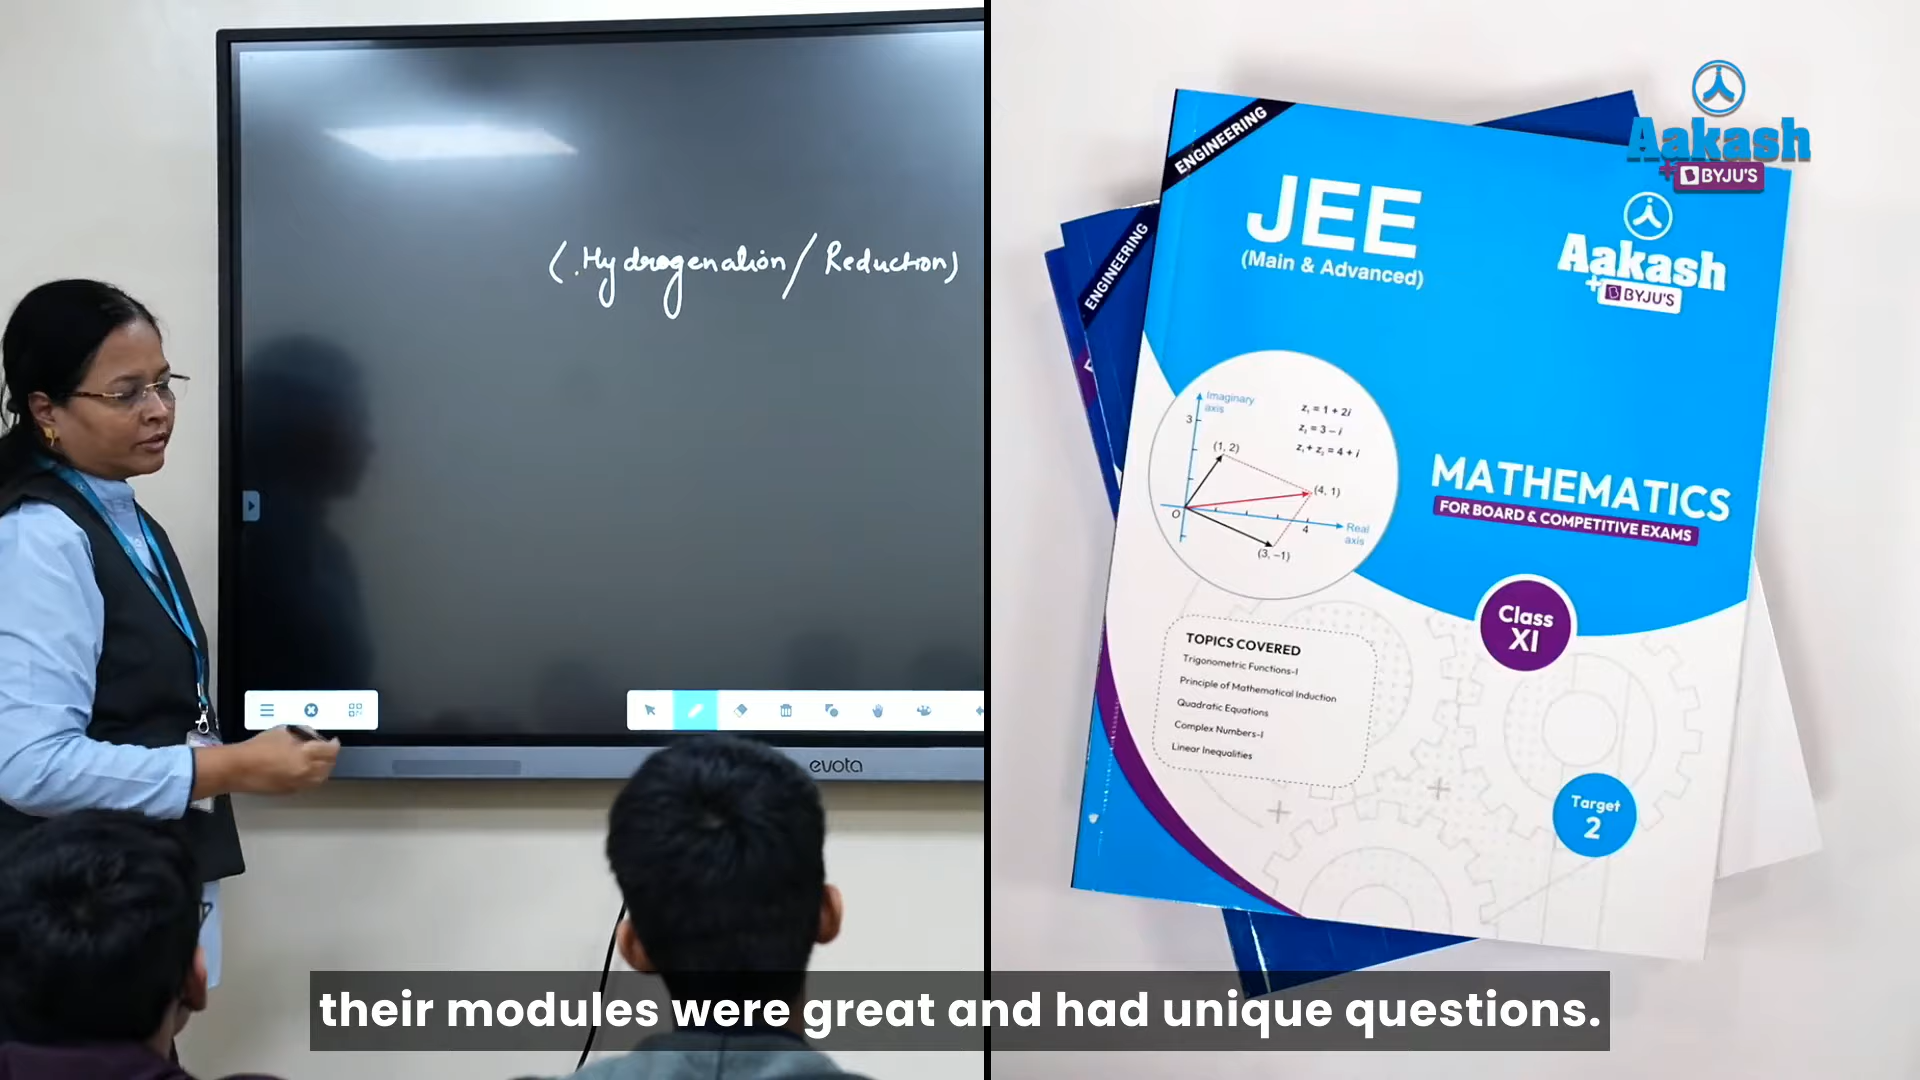 (Hydrogenation/Reduction)
evota
Aakash
+ BYJU'S
ENGINEERING
ENGINEERING
JEE
(Main & Advanced)
Aakash
+ BYJU'S
Imaginary
axis
3
z₁ = 1 + 2i
z₂ = 3 – i
z₁ + z₂ = 4 + i
(1, 2)
(4, 1)
O
4
Real
axis
(3, –1)
MATHEMATICS
FOR BOARD & COMPETITIVE EXAMS
Class
XI
TOPICS COVERED
Trigonometric Functions-I
Principle of Mathematical Induction
Quadratic Equations
Complex Numbers-I
Linear Inequalities
Target
2
their modules were great and had unique questions.